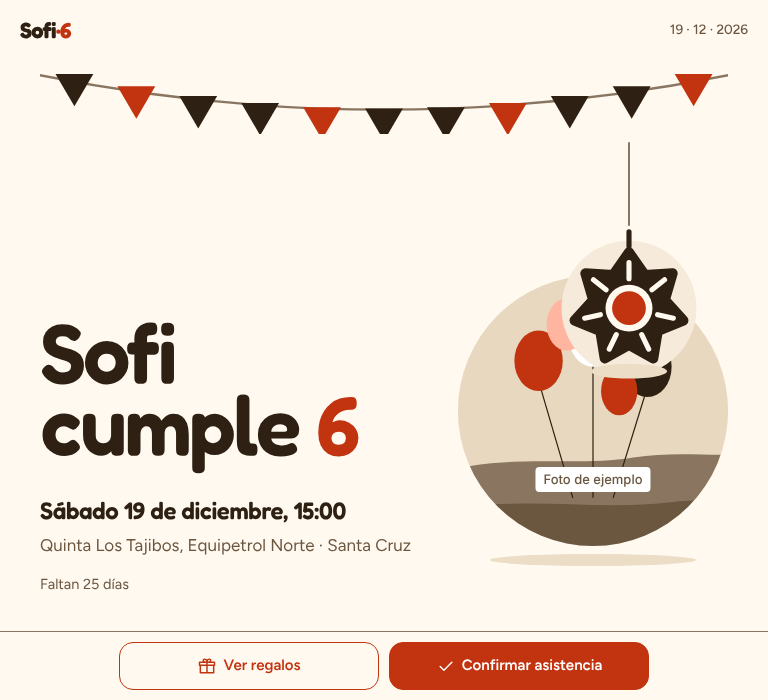 Sofi·6
19 · 12 · 2026
Sofi
cumple 6
Sábado 19 de diciembre, 15:00
Quinta Los Tajibos, Equipetrol Norte · Santa Cruz
Faltan 25 días
Foto de ejemplo
Ver regalos
Confirmar asistencia